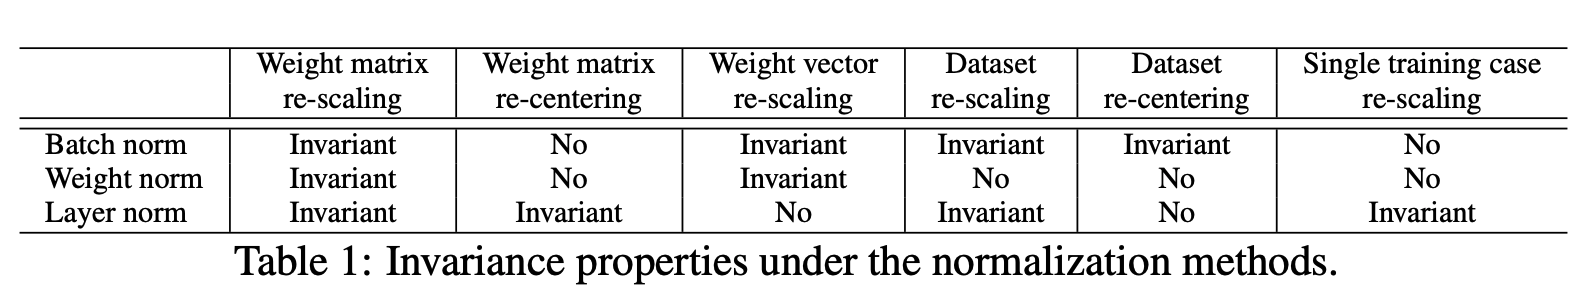 Weight matrix Weight matrix Weight vector Dataset Dataset Single training case
re-scaling re-centering re-scaling re-scaling re-centering re-scaling
Batch norm Invariant No Invariant Invariant Invariant No
Weight norm Invariant No Invariant No No No
Layer norm Invariant Invariant No Invariant No Invariant
Table 1: Invariance properties under the normalization methods.